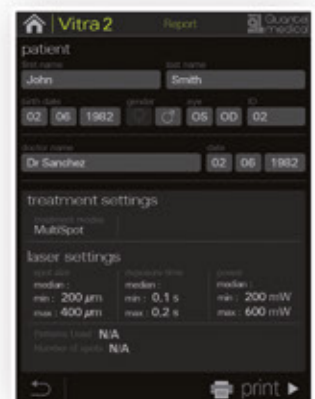 Vitra 2 Report Quantel medical
patient
first name last name
John Smith
birth date gender eye ID
02 06 1982 OS OD 02
doctor name date
Dr Sanchez 02 06 1982
treatment settings
treatment modes
MultiSpot
laser settings
spot size exposure time power
median : median : median :
min : 200 µm min : 0,1 s min : 200 mW
max : 400 µm max : 0,2 s max : 600 mW
Patterns Used N/A
Number of spots N/A
print